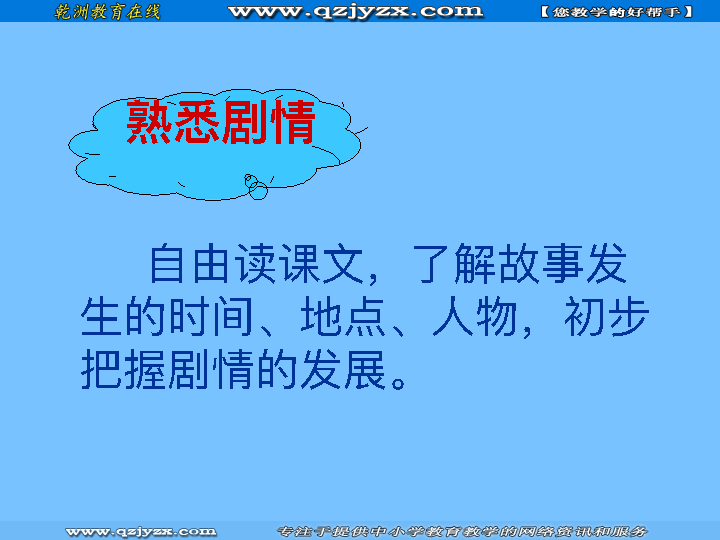 乾洲教育在线 www.qzjyzx.com 【您教学的好帮手】
熟悉剧情
自由读课文，了解故事发
生的时间、地点、人物，初步
把握剧情的发展。
www.qzjyzx.com 专注于提供中小学教育教学的网络资讯和服务